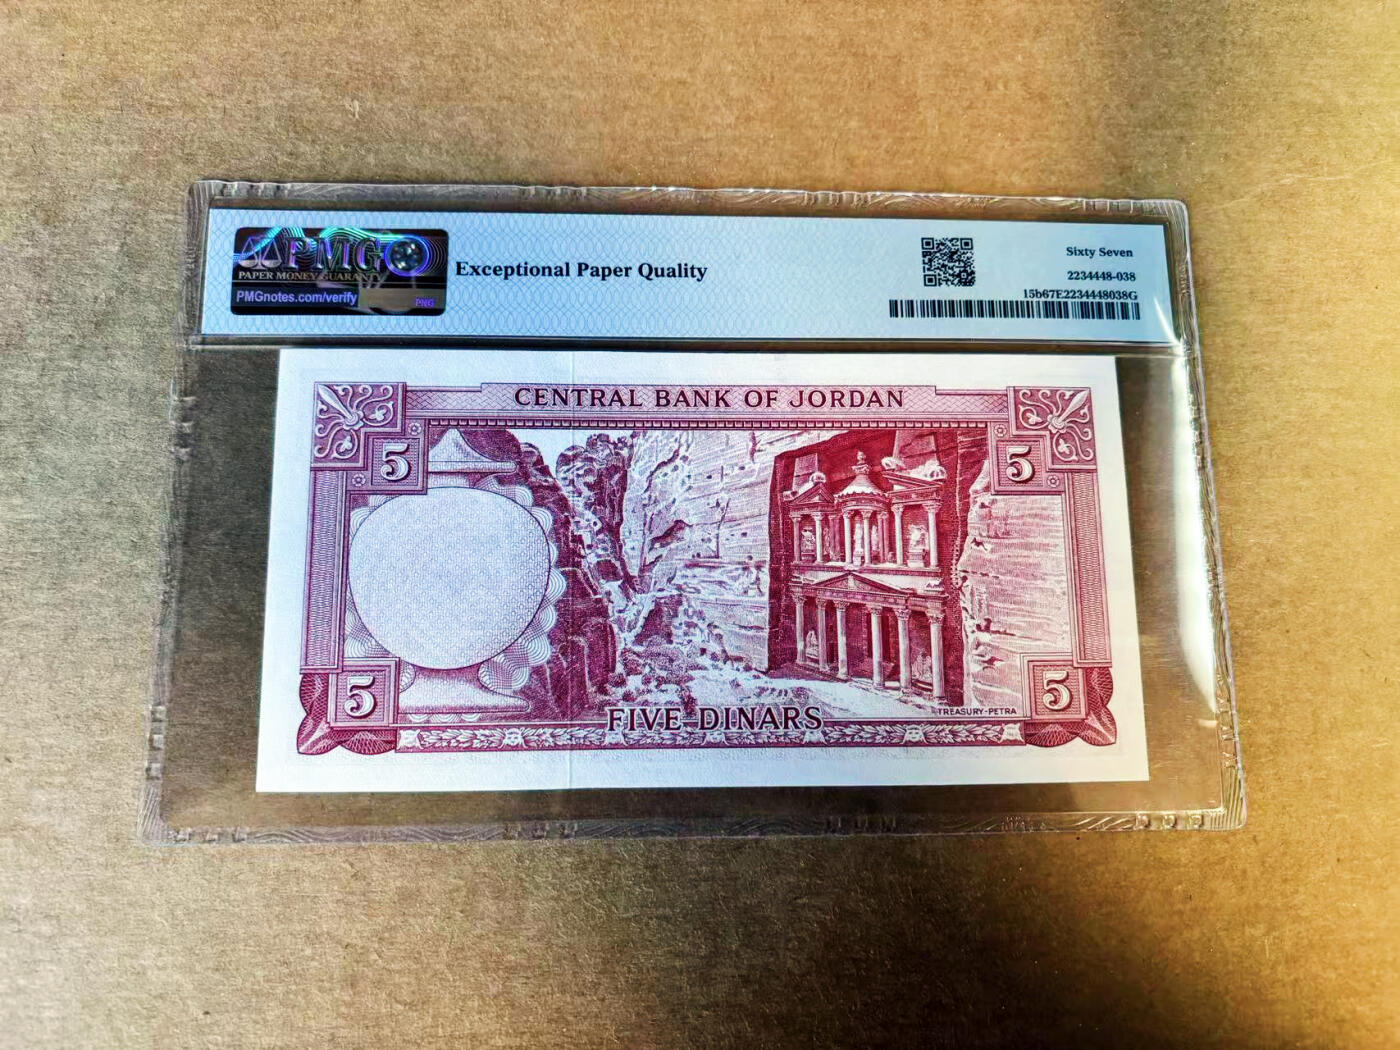 PMG
PAPER MONEY GUARANTY
PMGnotes.com/verify
PNG
Exceptional Paper Quality
Sixty Seven
2234448-038
15b67E2234448038G
CENTRAL BANK OF JORDAN
5
5
5
5
FIVE DINARS
TREASURY-PETRA